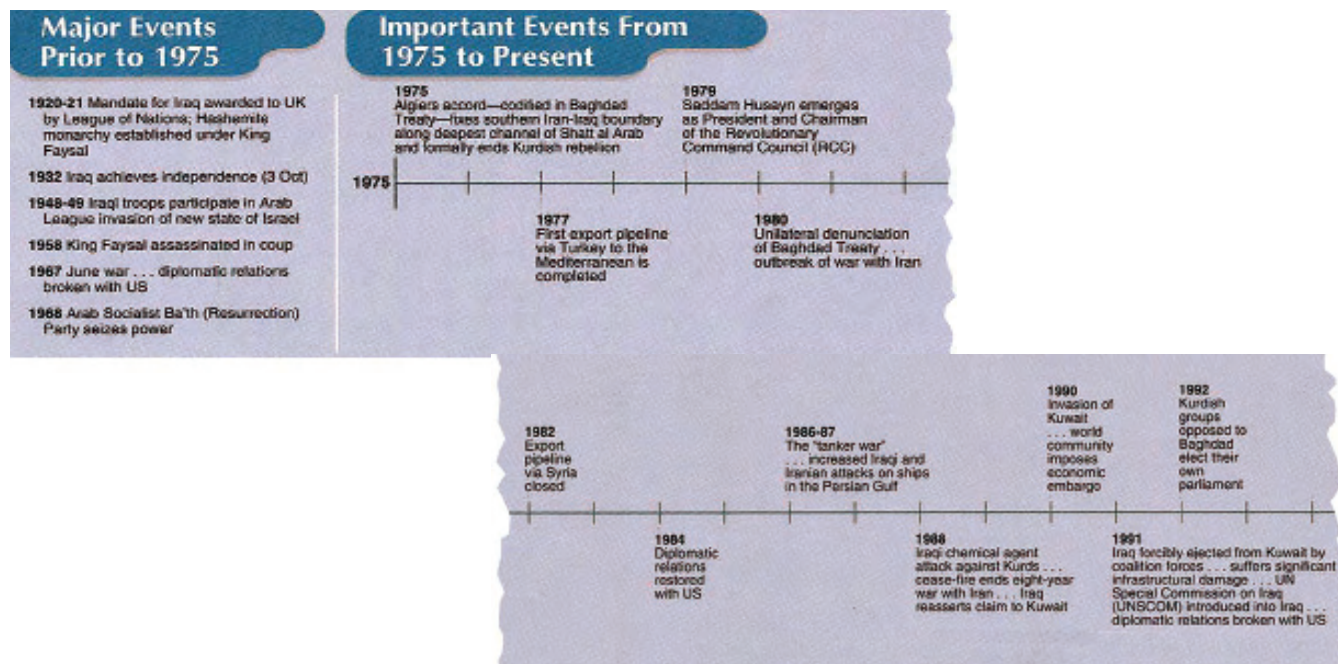 Major Events
Prior to 1975
1920-21 Mandate for Iraq awarded to UK
by League of Nations; Hashemite
monarchy established under King
Faysal
1932 Iraq achieves independence (3 Oct)
1948-49 Iraqi troops participate in Arab
League invasion of new state of Israel
1958 King Faysal assassinated in coup
1967 June war . . . diplomatic relations
broken with US
1968 Arab Socialist Ba'th (Resurrection)
Party seizes power
Important Events From
1975 to Present
1975
Algiers accord—codified in Baghdad
Treaty—fixes southern Iran-Iraq boundary
along deepest channel of Shatt al Arab
and formally ends Kurdish rebellion
1979
Saddam Husayn emerges
as President and Chairman
of the Revolutionary
Command Council (RCC)
1975
1977
First export pipeline
via Turkey to the
Mediterranean is
completed
1980
Unilateral denunciation
of Baghdad Treaty . . .
outbreak of war with Iran
1982
Export
pipeline
via Syria
closed
1986-87
The "tanker war"
. . . increased Iraqi and
Iranian attacks on ships
in the Persian Gulf
1990
Invasion of
Kuwait
. . . world
community
imposes
economic
embargo
1992
Kurdish
groups
opposed to
Baghdad
elect their
own
parliament
1984
Diplomatic
relations
restored
with US
1988
Iraqi chemical agent
attack against Kurds . . .
cease-fire ends eight-year
war with Iran . . . Iraq
reasserts claim to Kuwait
1991
Iraq forcibly ejected from Kuwait by
coalition forces . . . suffers significant
infrastructural damage . . . UN
Special Commission on Iraq
(UNSCOM) introduced into Iraq . . .
diplomatic relations broken with US